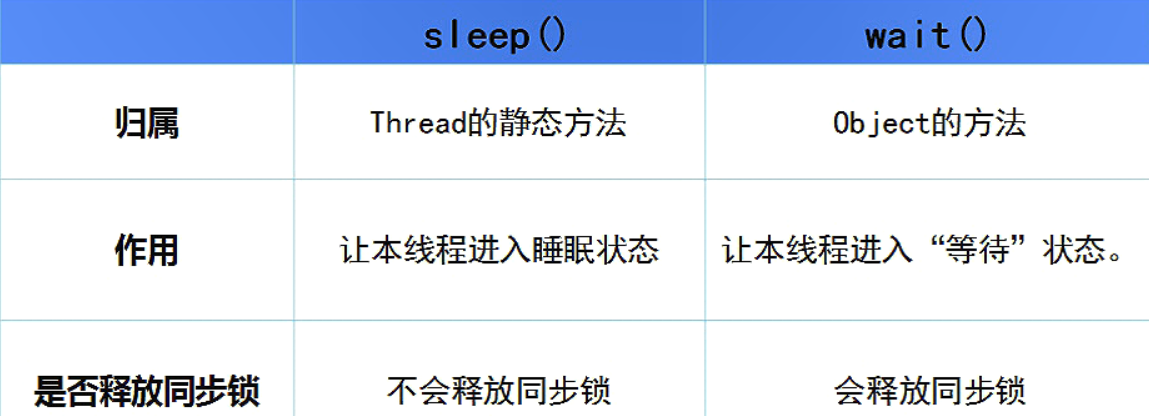 sleep() wait()
归属 Thread的静态方法 Object的方法
作用 让本线程进入睡眠状态 让本线程进入“等待”状态。
是否释放同步锁 不会释放同步锁 会释放同步锁